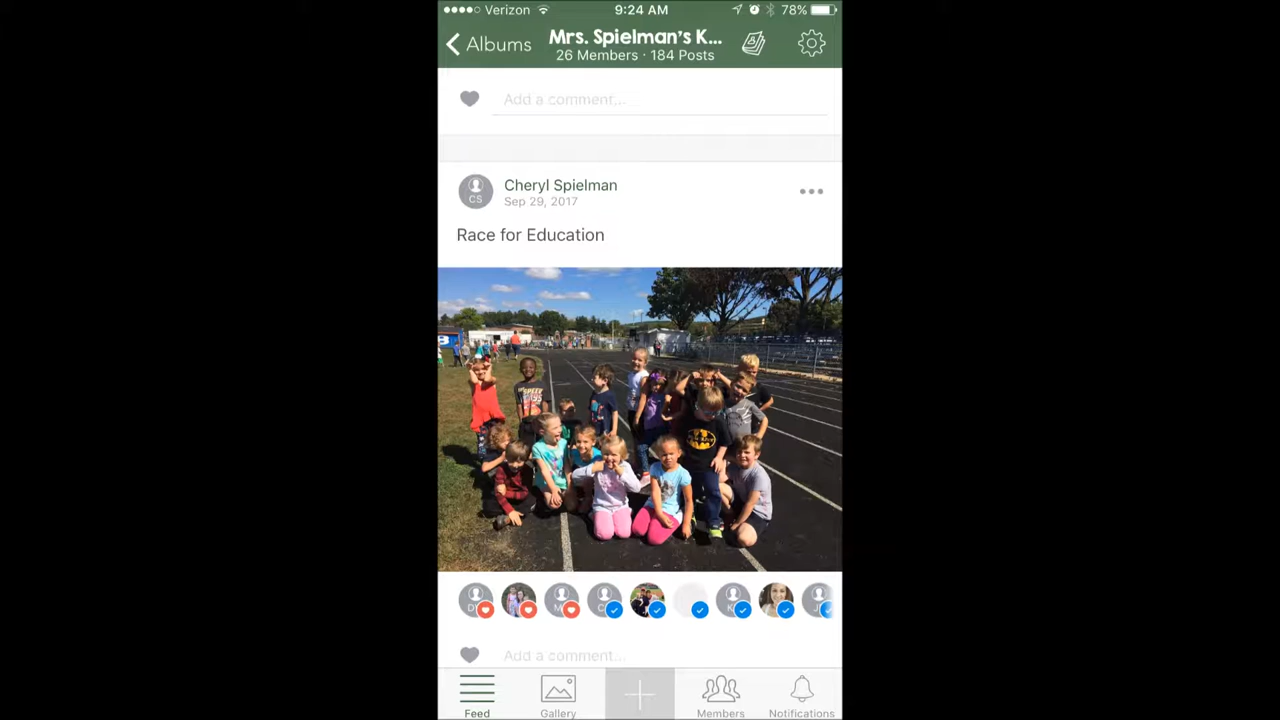 Verizon 9:24 AM 78%
Albums
Mrs. Spielman's K...
26 Members · 184 Posts
Add a comment...
CS
Cheryl Spielman
Sep 29, 2017
Race for Education
Add a comment...
Feed
Gallery
Members
Notifications